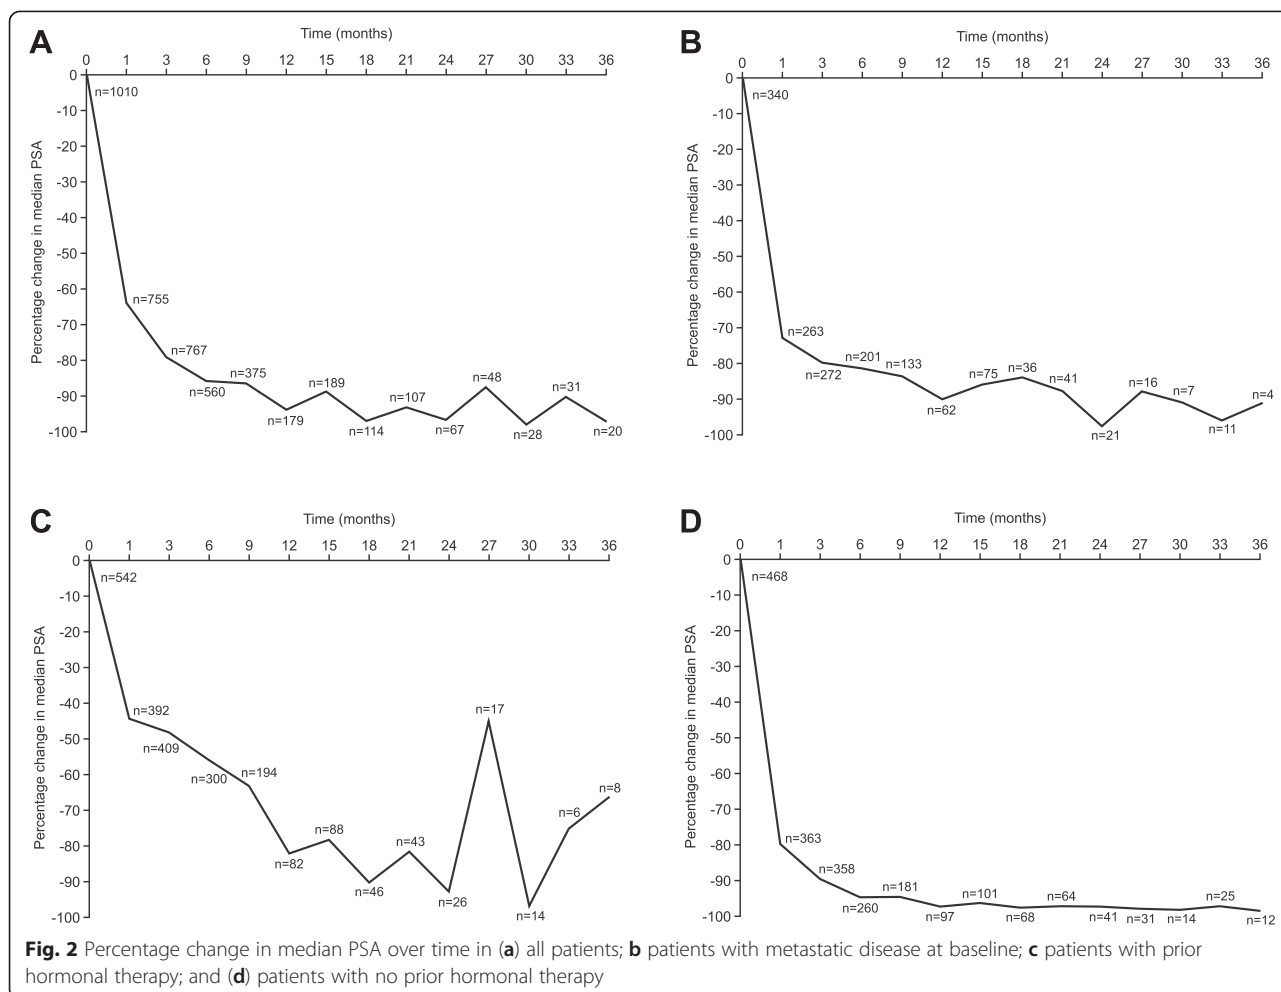 A
Time (months)
0 1 3 6 9 12 15 18 21 24 27 30 33 36
Percentage change in median PSA
0
-10
-20
-30
-40
-50
-60
-70
-80
-90
-100
n=1010
n=755
n=767
n=560
n=375
n=179
n=189
n=114
n=107
n=67
n=48
n=28
n=31
n=20
B
Time (months)
0 1 3 6 9 12 15 18 21 24 27 30 33 36
Percentage change in median PSA
0
-10
-20
-30
-40
-50
-60
-70
-80
-90
-100
n=340
n=263
n=272
n=201
n=133
n=62
n=75
n=36
n=41
n=21
n=16
n=7
n=11
n=4
C
Time (months)
0 1 3 6 9 12 15 18 21 24 27 30 33 36
Percentage change in median PSA
0
-10
-20
-30
-40
-50
-60
-70
-80
-90
-100
n=542
n=392
n=409
n=300
n=194
n=82
n=88
n=46
n=43
n=26
n=17
n=14
n=6
n=8
D
Time (months)
0 1 3 6 9 12 15 18 21 24 27 30 33 36
Percentage change in median PSA
0
-10
-20
-30
-40
-50
-60
-70
-80
-90
-100
n=468
n=363
n=358
n=260
n=181
n=97
n=101
n=68
n=64
n=41
n=31
n=14
n=25
n=12
Fig. 2 Percentage change in median PSA over time in (a) all patients; b patients with metastatic disease at baseline; c patients with prior
hormonal therapy; and (d) patients with no prior hormonal therapy